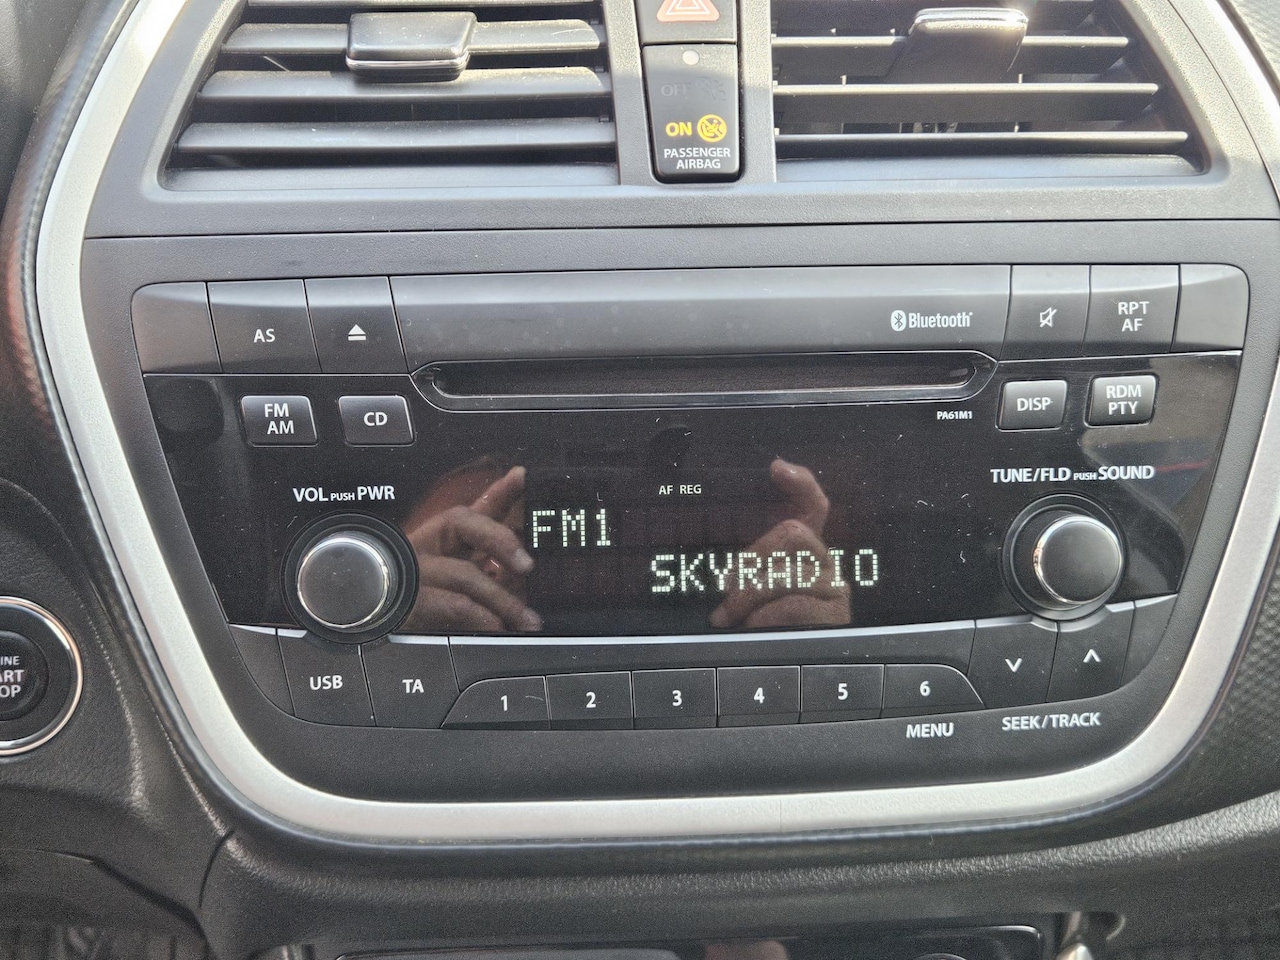 OFF
ON
PASSENGER
AIRBAG
AS
Bluetooth
RPT
AF
FM
AM
CD
PA61M1
DISP
RDM
PTY
VOL PUSH PWR
AF REG
TUNE/FLD PUSH SOUND
FM1
SKYRADIO
USB
TA
1
2
3
4
5
6
MENU
SEEK/TRACK